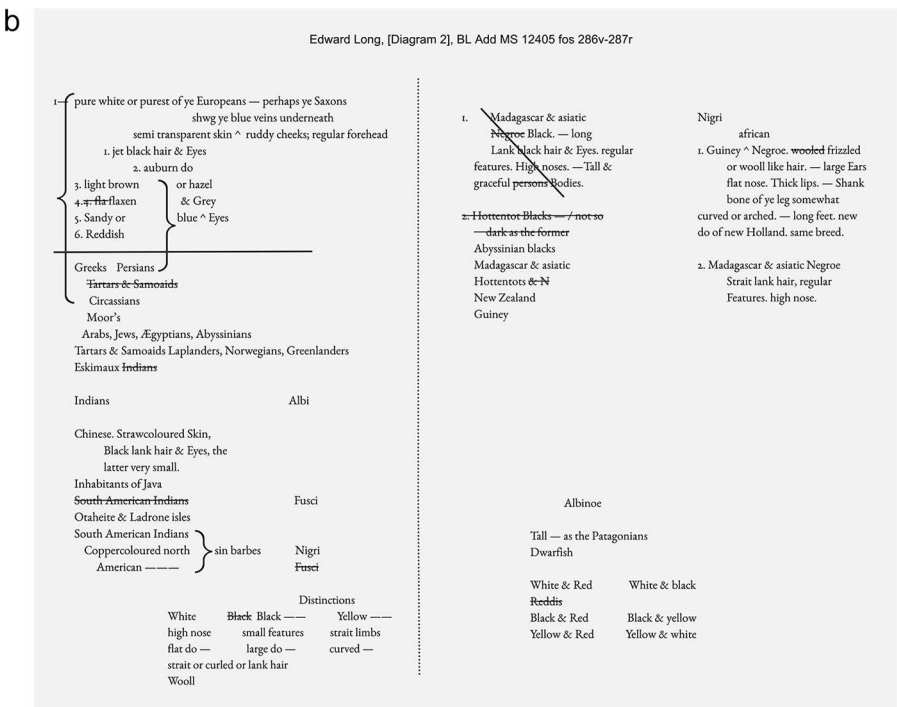 b
Edward Long, [Diagram 2], BL Add MS 12405 fos 286v-287r
1— pure white or purest of ye Europeans — perhaps ye Saxons
shwg ye blue veins underneath
semi transparent skin ^ ruddy cheeks; regular forehead
1. jet black hair & Eyes
2. auburn do
3. light brown or hazel
4.4. fla flaxen & Grey
5. Sandy or blue ^ Eyes
6. Reddish
Greeks Persians
Tartars & Samoaids
Circassians
Moor's
Arabs, Jews, Ægyptians, Abyssinians
Tartars & Samoaids Laplanders, Norwegians, Greenlanders
Eskimaux Indians
Indians Albi
Chinese. Strawcoloured Skin,
Black lank hair & Eyes, the
latter very small.
Inhabitants of Java
South American Indians Fusci
Otaheite & Ladrone isles
South American Indians
Coppercoloured north sin barbes Nigri
American ——— Fusci
Distinctions
White Black Black —— Yellow ——
high nose small features strait limbs
flat do — large do — curved —
strait or curled or lank hair
Wooll
1. Madagascar & asiatic
Negroe Black. — long
Lank black hair & Eyes. regular
features. High noses. —Tall &
graceful persons Bodies.
2. Hottentot Blacks — / not so
— dark as the former
Abyssinian blacks
Madagascar & asiatic
Hottentots & N
New Zealand
Guiney
Nigri
african
1. Guiney ^ Negroe. wooled frizzled
or wooll like hair. — large Ears
flat nose. Thick lips. — Shank
bone of ye leg somewhat
curved or arched. — long feet. new
do of new Holland. same breed.
2. Madagascar & asiatic Negroe
Strait lank hair, regular
Features. high nose.
Albinoe
Tall — as the Patagonians
Dwarfish
White & Red White & black
Reddis
Black & Red Black & yellow
Yellow & Red Yellow & white